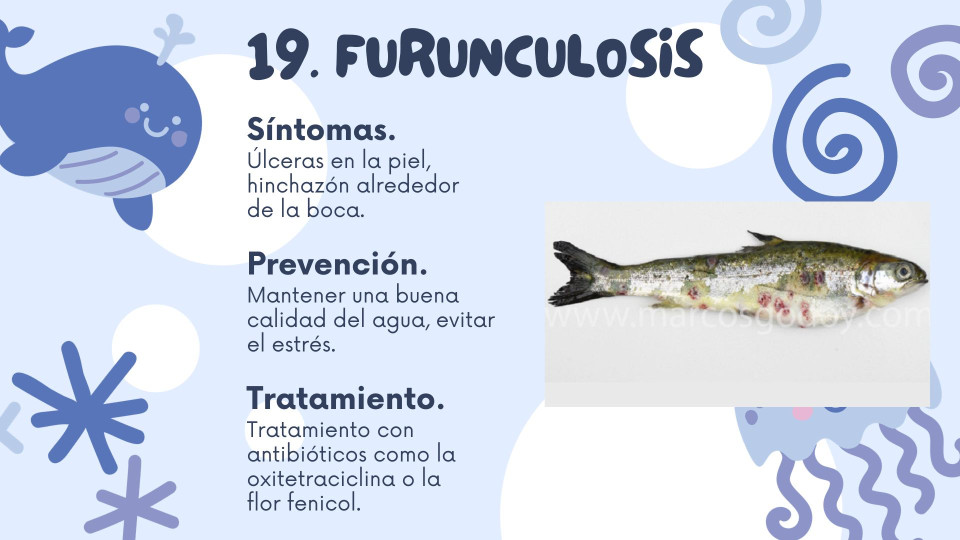 19. FURUNCULOSiS
Síntomas.
Úlceras en la piel,
hinchazón alrededor
de la boca.
Prevención.
Mantener una buena
calidad del agua, evitar
el estrés.
Tratamiento.
Tratamiento con
antibióticos como la
oxitetraciclina o la
flor fenicol.
www.marcosgodoy.com